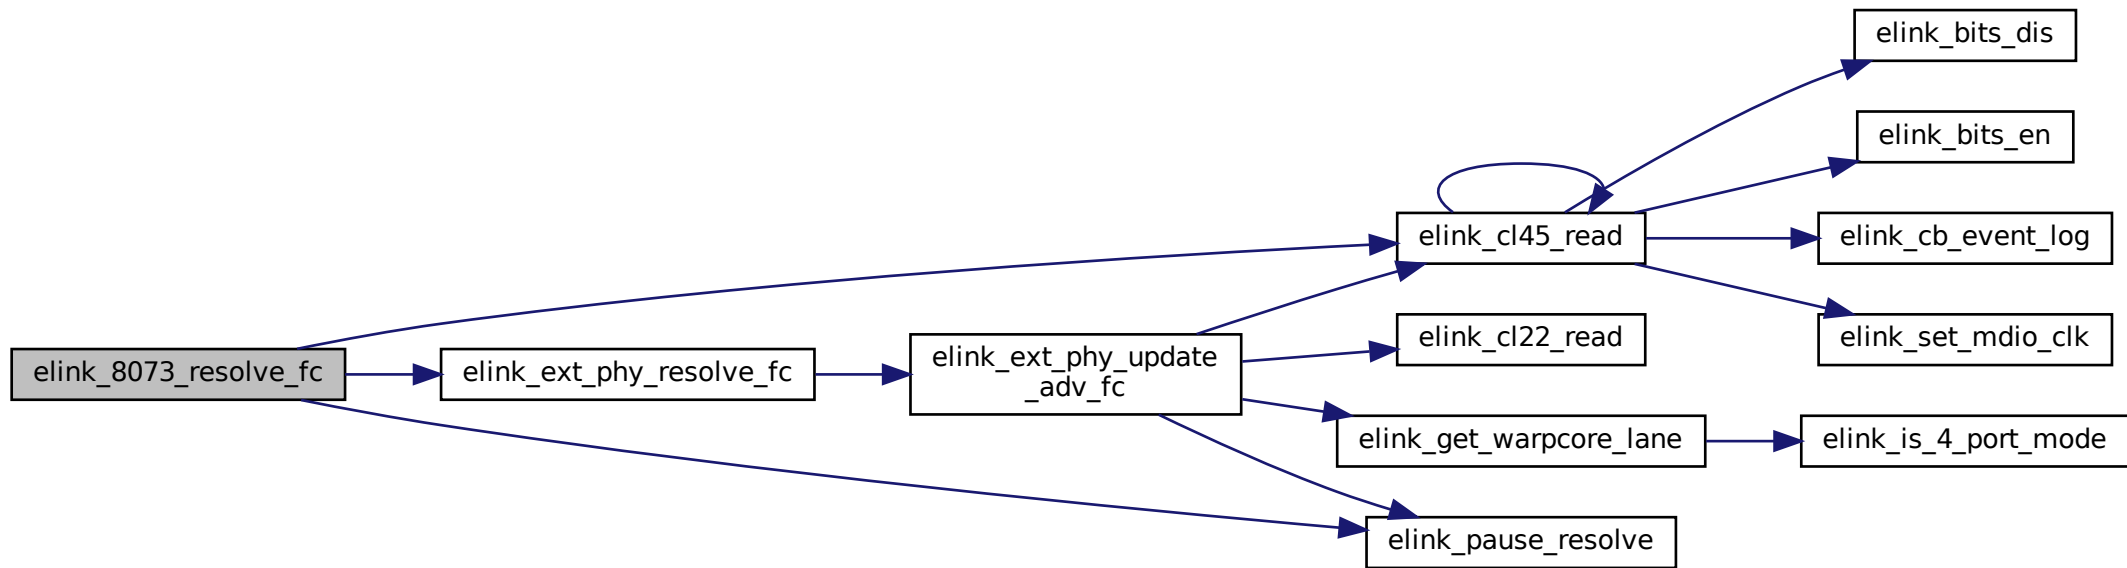 elink_bits_dis
elink_bits_en
elink_cl45_read
elink_cb_event_log
elink_cl22_read
elink_set_mdio_clk
elink_8073_resolve_fc
elink_ext_phy_resolve_fc
elink_ext_phy_update
_adv_fc
elink_get_warpcore_lane
elink_is_4_port_mode
elink_pause_resolve